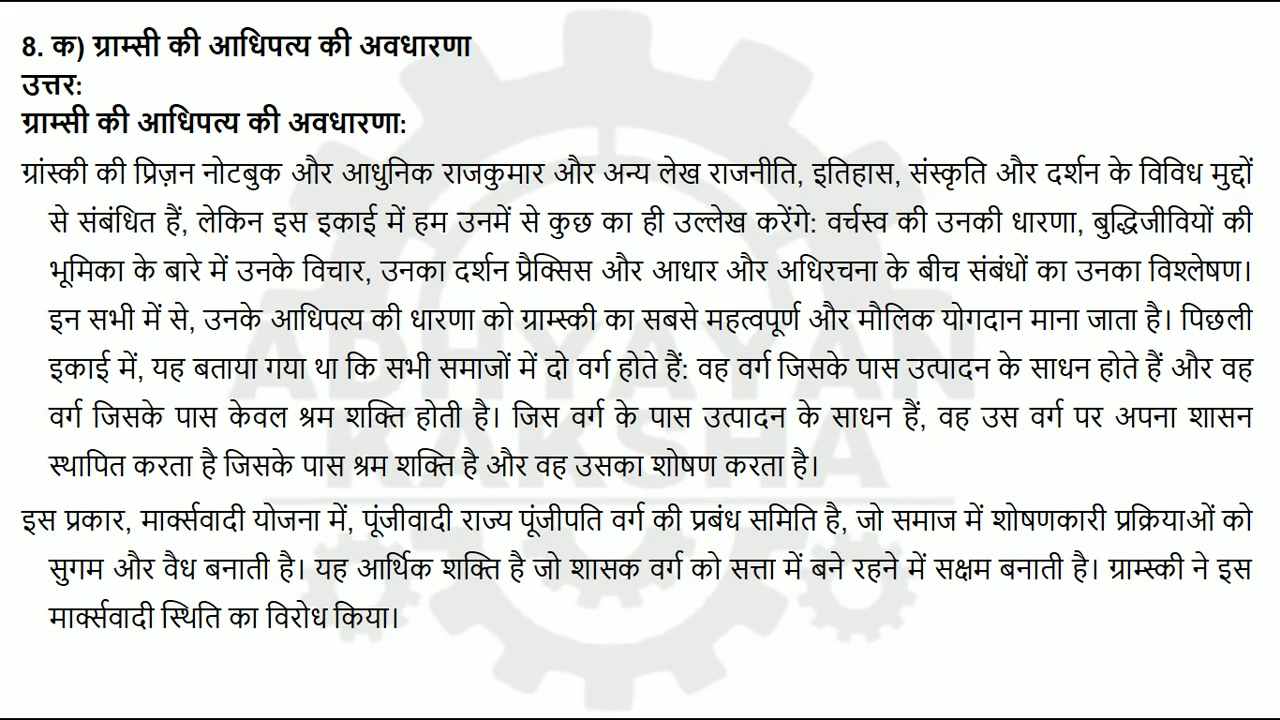 8. क) ग्राम्सी की आधिपत्य की अवधारणा
उत्तर:
ग्राम्सी की आधिपत्य की अवधारणा:
ग्रांस्की की प्रिज़न नोटबुक और आधुनिक राजकुमार और अन्य लेख राजनीति, इतिहास, संस्कृति और दर्शन के विविध मुद्दों
से संबंधित हैं, लेकिन इस इकाई में हम उनमें से कुछ का ही उल्लेख करेंगे: वर्चस्व की उनकी धारणा, बुद्धिजीवियों की
भूमिका के बारे में उनके विचार, उनका दर्शन प्रैक्सिस और आधार और अधिरचना के बीच संबंधों का उनका विश्लेषण।
इन सभी में से, उनके आधिपत्य की धारणा को ग्राम्स्की का सबसे महत्वपूर्ण और मौलिक योगदान माना जाता है। पिछली
इकाई में, यह बताया गया था कि सभी समाजों में दो वर्ग होते हैं: वह वर्ग जिसके पास उत्पादन के साधन होते हैं और वह
वर्ग जिसके पास केवल श्रम शक्ति होती है। जिस वर्ग के पास उत्पादन के साधन हैं, वह उस वर्ग पर अपना शासन
स्थापित करता है जिसके पास श्रम शक्ति है और वह उसका शोषण करता है।
इस प्रकार, मार्क्सवादी योजना में, पूंजीवादी राज्य पूंजीपति वर्ग की प्रबंध समिति है, जो समाज में शोषणकारी प्रक्रियाओं को
सुगम और वैध बनाती है। यह आर्थिक शक्ति है जो शासक वर्ग को सत्ता में बने रहने में सक्षम बनाती है। ग्राम्स्की ने इस
मार्क्सवादी स्थिति का विरोध किया।
ADHYAYAN
KAKSHA